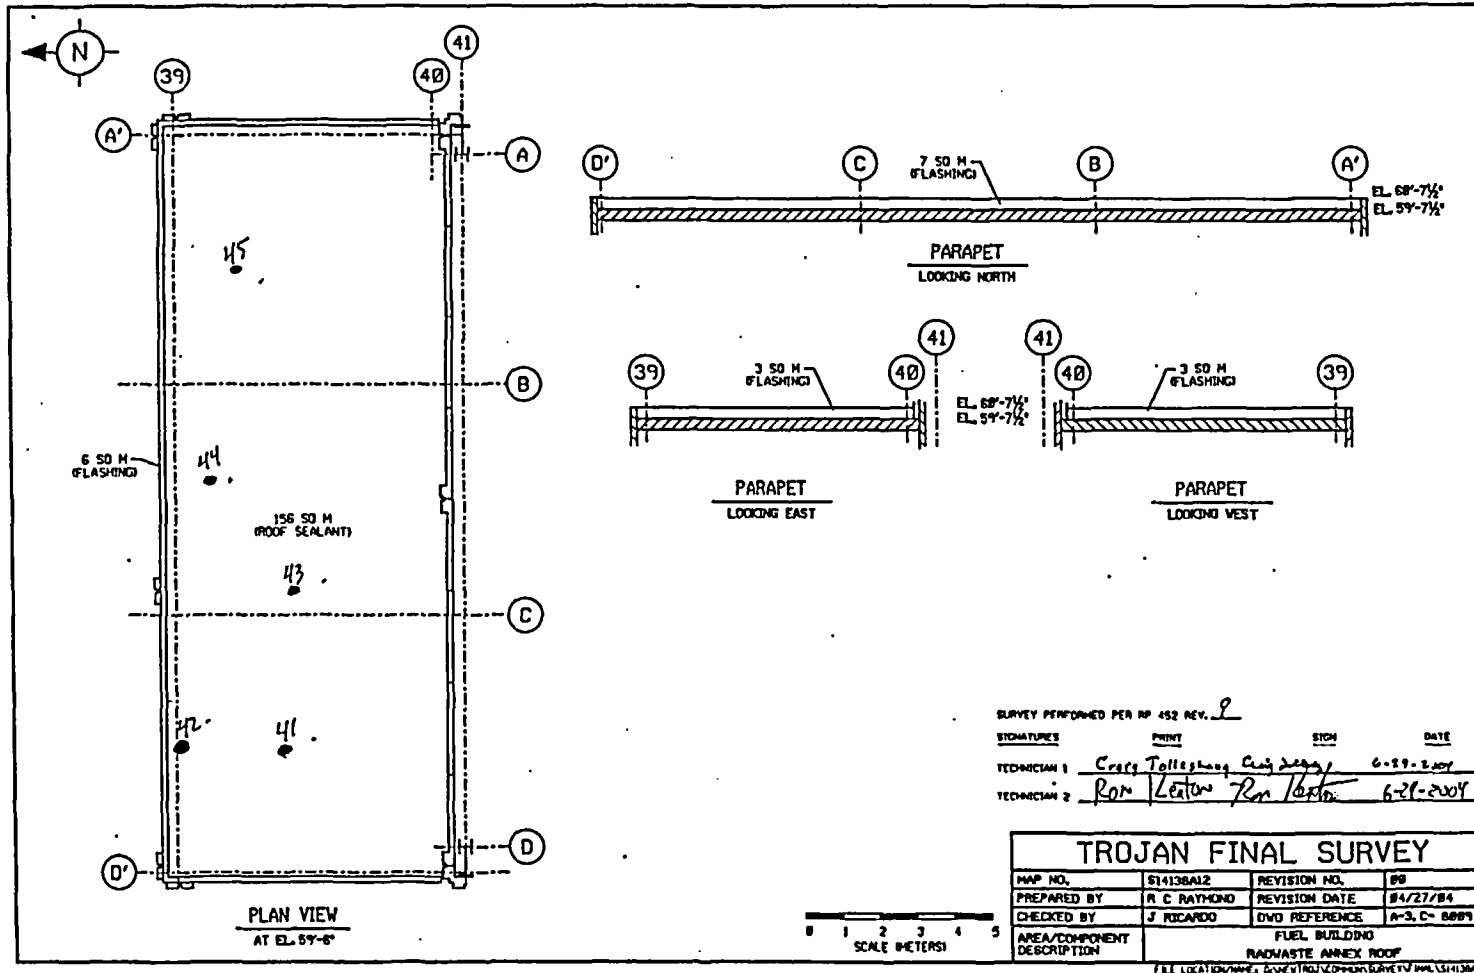 N
39
40
41
A'
A
45
B
6 SQ M
(FLASHING)
44
156 SQ M
(ROOF SEALANT)
43
C
42
41
D
D'
PLAN VIEW
AT EL. 59'-6"
D'
C
B
A'
7 SQ M
(FLASHING)
EL. 60'-7½"
EL. 59'-7½"
PARAPET
LOOKING NORTH
39
3 SQ M
(FLASHING)
40
41
EL. 60'-7½"
EL. 59'-7½"
PARAPET
LOOKING EAST
41
40
3 SQ M
(FLASHING)
39
PARAPET
LOOKING WEST
SURVEY PERFORMED PER RP 452 REV. 9
SIGNATURES PRINT SIGN DATE
TECHNICIAN 1 Craig 6-29-2004
TECHNICIAN 2 Ron 6-29-2004
0 1 2 3 4 5
SCALE (METERS)
TROJAN FINAL SURVEY
MAP NO. S14138A12 REVISION NO. 00
PREPARED BY R C RAYMOND REVISION DATE 04/27/04
CHECKED BY J RICARDO DWG REFERENCE A-3, C-
AREA/COMPONENT DESCRIPTION FUEL BUILDING
RADWASTE ANNEX ROOF
FILE LOCATION/NAME: